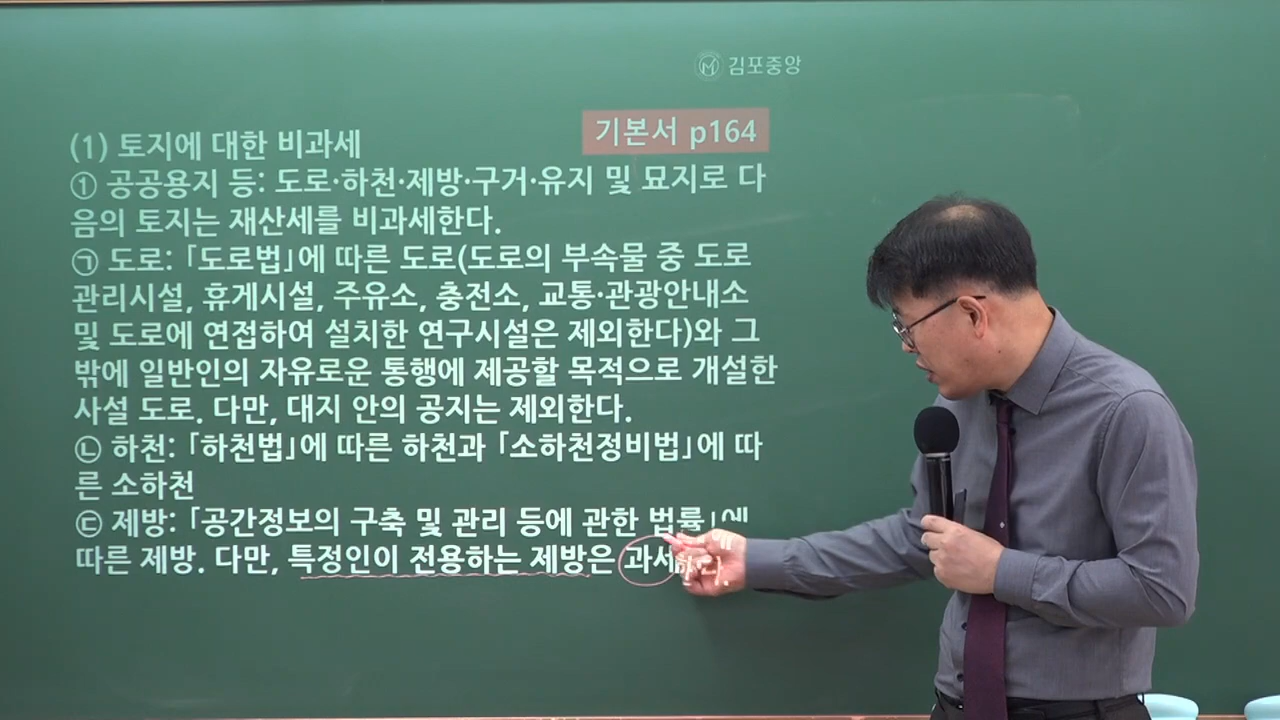 김포중앙
기본서 p164
(1) 토지에 대한 비과세
① 공공용지 등: 도로·하천·제방·구거·유지 및 묘지로 다
음의 토지는 재산세를 비과세한다.
㉠ 도로: ｢도로법｣에 따른 도로(도로의 부속물 중 도로
관리시설, 휴게시설, 주유소, 충전소, 교통·관광안내소
및 도로에 연접하여 설치한 연구시설은 제외한다)와 그
밖에 일반인의 자유로운 통행에 제공할 목적으로 개설한
사설 도로. 다만, 대지 안의 공지는 제외한다.
㉡ 하천: ｢하천법｣에 따른 하천과 ｢소하천정비법｣에 따
른 소하천
㉢ 제방: ｢공간정보의 구축 및 관리 등에 관한 법률｣에
따른 제방. 다만, 특정인이 전용하는 제방은 과세한다.